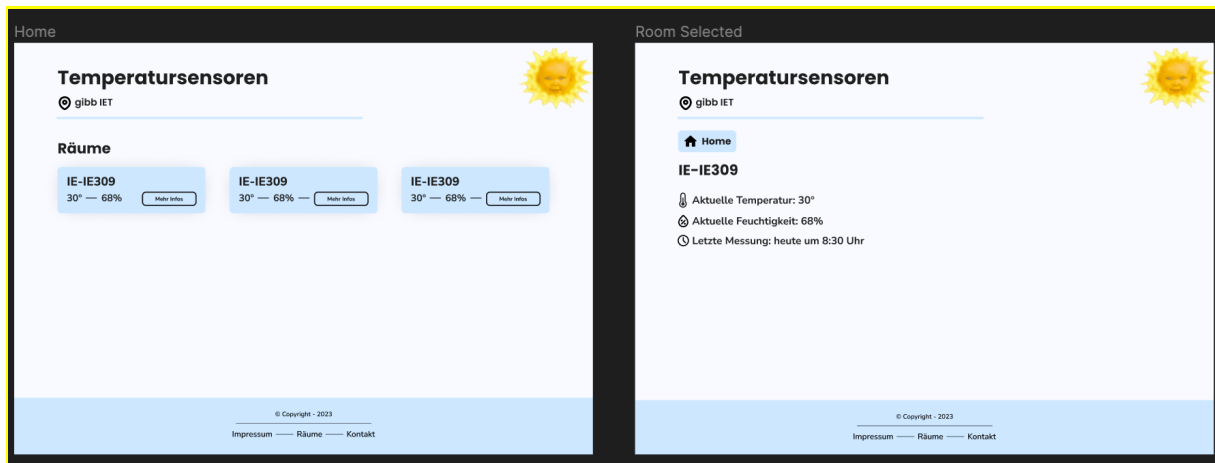 Home
Temperatursensoren
gibb IET
Räume
IE-IE309
30° — 68%
Mehr Infos
IE-IE309
30° — 68% —
Mehr Infos
IE-IE309
30° — 68% —
Mehr Infos
© Copyright - 2023
Impressum — Räume — Kontakt
Room Selected
Temperatursensoren
gibb IET
Home
IE-IE309
Aktuelle Temperatur: 30°
Aktuelle Feuchtigkeit: 68%
Letzte Messung: heute um 8:30 Uhr
© Copyright - 2023
Impressum — Räume — Kontakt